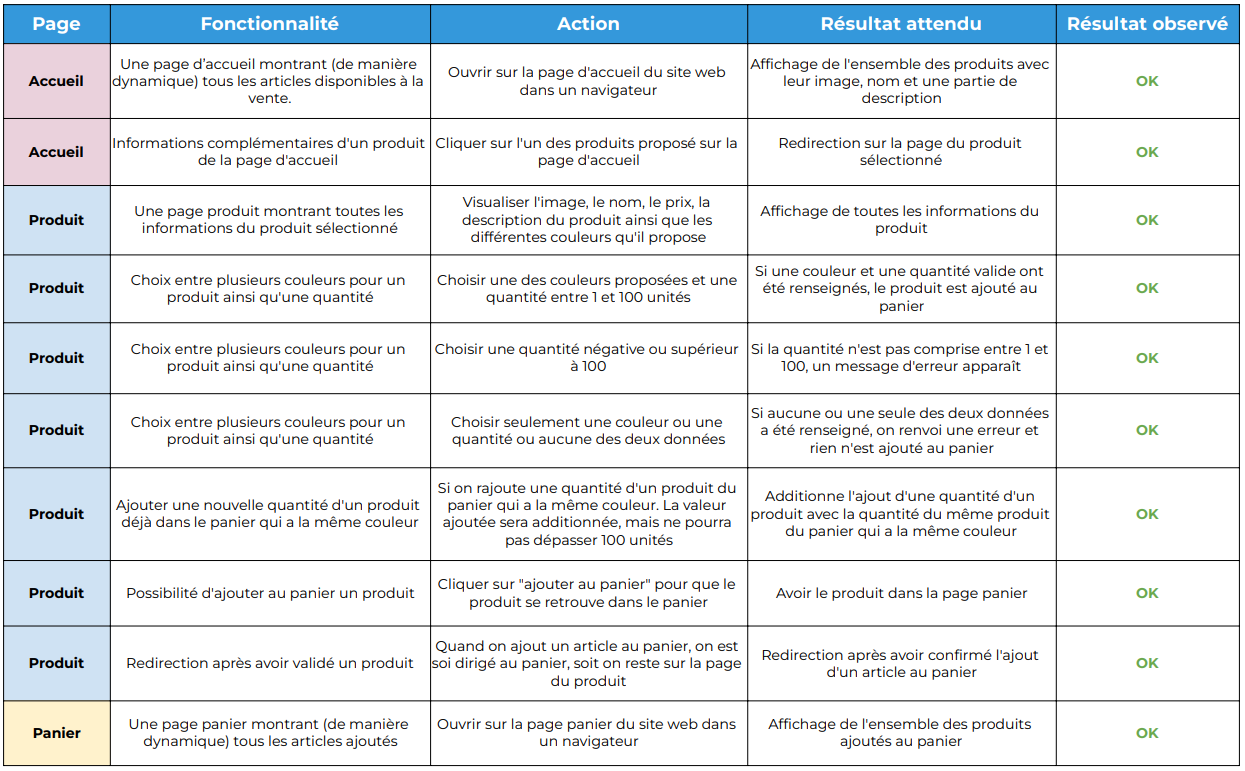 Page Fonctionnalité Action Résultat attendu Résultat observé
Accueil
Une page d'accueil montrant (de manière
dynamique) tous les articles disponibles à la
vente.
Ouvrir sur la page d'accueil du site web
dans un navigateur
Affichage de l'ensemble des produits avec
leur image, nom et une partie de
description
OK
Accueil
Informations complémentaires d'un produit
de la page d'accueil
Cliquer sur l'un des produits proposé sur la
page d'accueil
Redirection sur la page du produit
sélectionné
OK
Produit
Une page produit montrant toutes les
informations du produit sélectionné
Visualiser l'image, le nom, le prix, la
description du produit ainsi que les
différentes couleurs qu'il propose
Affichage de toutes les informations du
produit
OK
Produit
Choix entre plusieurs couleurs pour un
produit ainsi qu'une quantité
Choisir une des couleurs proposées et une
quantité entre 1 et 100 unités
Si une couleur et une quantité valide ont
été renseignés, le produit est ajouté au
panier
OK
Produit
Choix entre plusieurs couleurs pour un
produit ainsi qu'une quantité
Choisir une quantité négative ou supérieur
à 100
Si la quantité n'est pas comprise entre 1 et
100, un message d'erreur apparaît
OK
Produit
Choix entre plusieurs couleurs pour un
produit ainsi qu'une quantité
Choisir seulement une couleur ou une
quantité ou aucune des deux données
Si aucune ou une seule des deux données
a été renseigné, on renvoi une erreur et
rien n'est ajouté au panier
OK
Produit
Ajouter une nouvelle quantité d'un produit
déjà dans le panier qui a la même couleur
Si on rajoute une quantité d'un produit du
panier qui a la même couleur. La valeur
ajoutée sera additionnée, mais ne pourra
pas dépasser 100 unités
Additionne l'ajout d'une quantité d'un
produit avec la quantité du même produit
du panier qui a la même couleur
OK
Produit
Possibilité d'ajouter au panier un produit
Cliquer sur "ajouter au panier" pour que le
produit se retrouve dans le panier
Avoir le produit dans la page panier
OK
Produit
Redirection après avoir validé un produit
Quand on ajout un article au panier, on est
soi dirigé au panier, soit on reste sur la page
du produit
Redirection après avoir confirmé l'ajout
d'un article au panier
OK
Panier
Une page panier montrant (de manière
dynamique) tous les articles ajoutés
Ouvrir sur la page panier du site web dans
un navigateur
Affichage de l'ensemble des produits
ajoutés au panier
OK